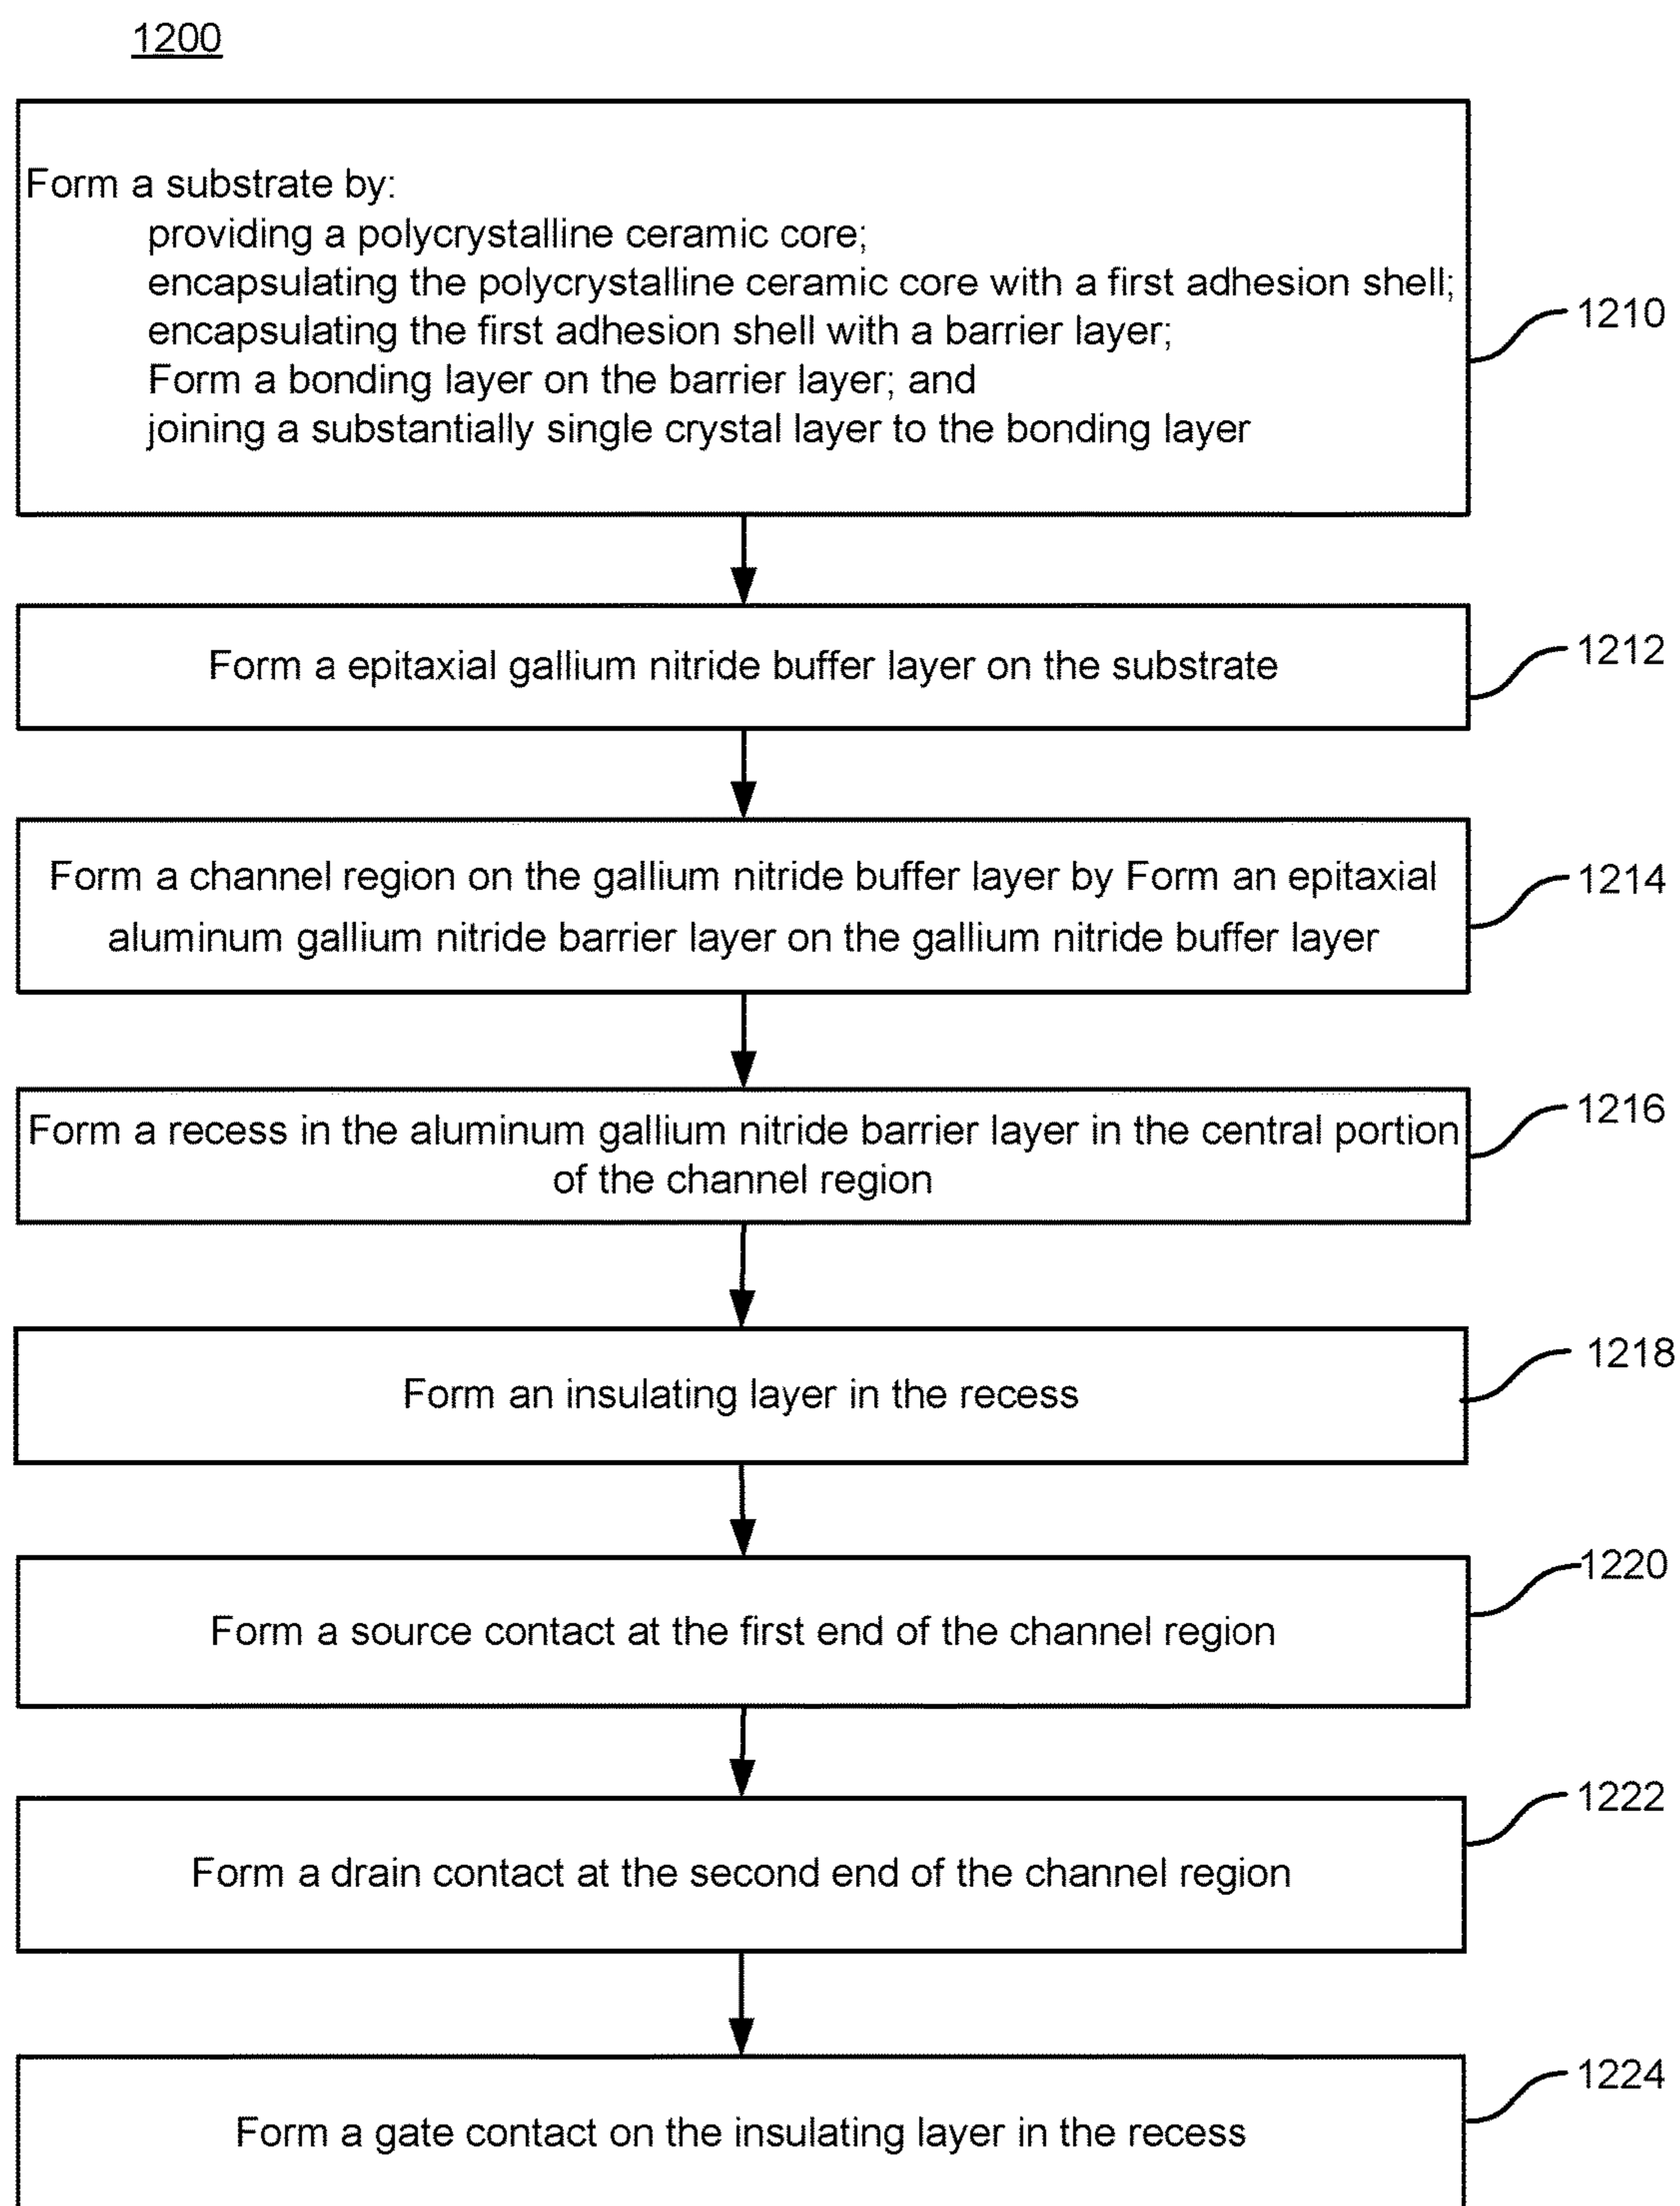 1200
Form a substrate by:
providing a polycrystalline ceramic core;
encapsulating the polycrystalline ceramic core with a first adhesion shell;
encapsulating the first adhesion shell with a barrier layer;
Form a bonding layer on the barrier layer; and
joining a substantially single crystal layer to the bonding layer
1210
Form a epitaxial gallium nitride buffer layer on the substrate
1212
Form a channel region on the gallium nitride buffer layer by Form an epitaxial
aluminum gallium nitride barrier layer on the gallium nitride buffer layer
1214
Form a recess in the aluminum gallium nitride barrier layer in the central portion
of the channel region
1216
Form an insulating layer in the recess
1218
Form a source contact at the first end of the channel region
1220
Form a drain contact at the second end of the channel region
1222
Form a gate contact on the insulating layer in the recess
1224